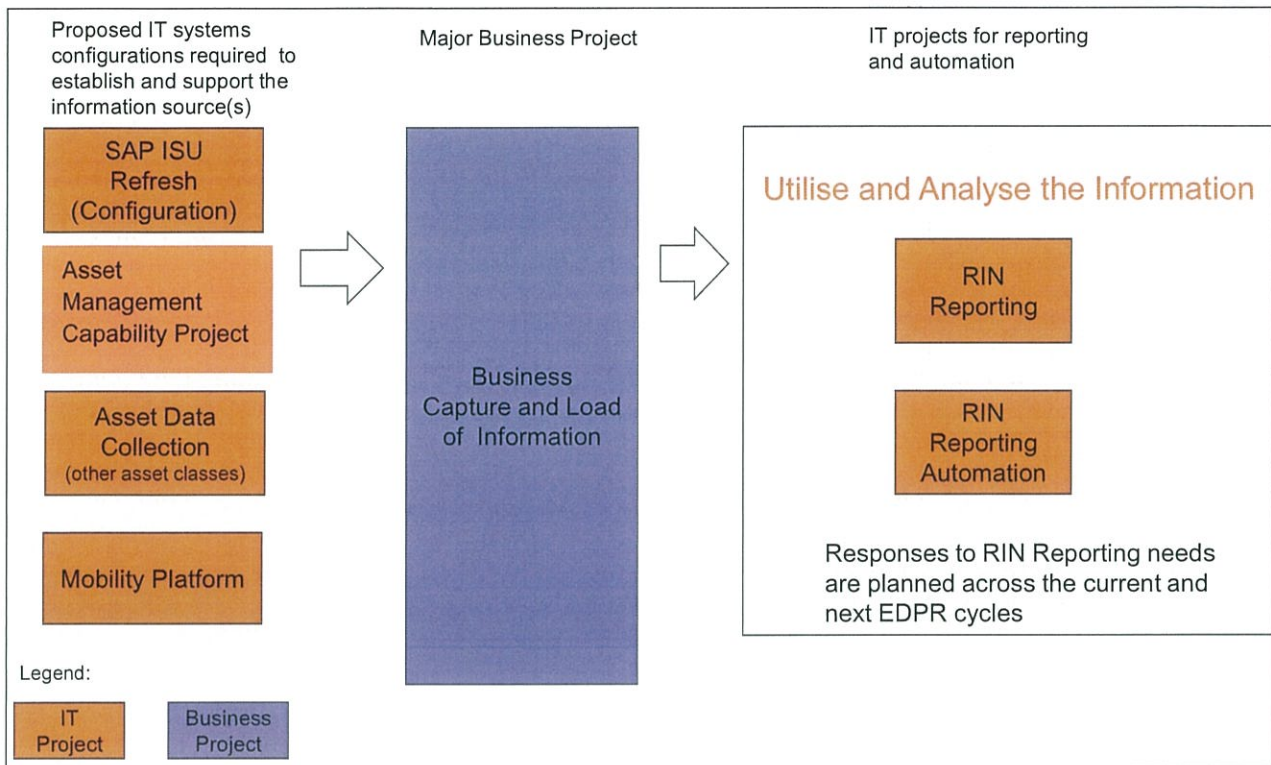 Proposed IT systems
configurations required to
establish and support the
information source(s)
SAP ISU
Refresh
(Configuration)
Asset
Management
Capability Project
Asset Data
Collection
(other asset classes)
Mobility Platform
Legend:
IT
Project
Business
Project
Major Business Project
Business
Capture and Load
of Information
IT projects for reporting
and automation
Utilise and Analyse the Information
RIN
Reporting
RIN
Reporting
Automation
Responses to RIN Reporting needs
are planned across the current and
next EDPR cycles